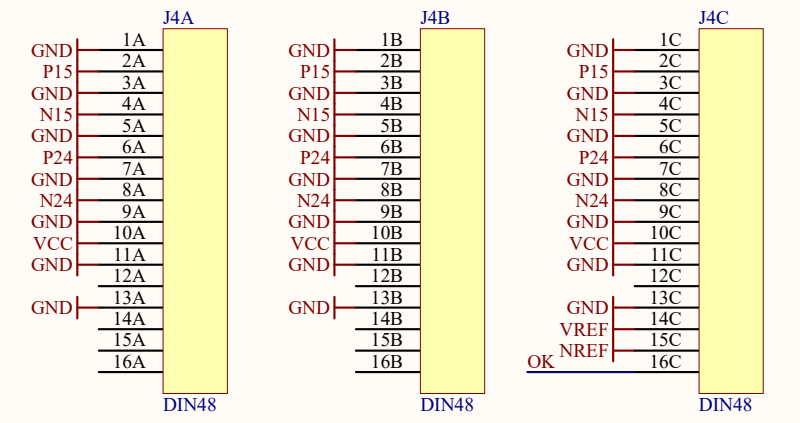 J4A J4B J4C
GND 1A GND 1B GND 1C
P15 2A P15 2B P15 2C
GND 3A GND 3B GND 3C
N15 4A N15 4B N15 4C
GND 5A GND 5B GND 5C
P24 6A P24 6B P24 6C
GND 7A GND 7B GND 7C
N24 8A N24 8B N24 8C
GND 9A GND 9B GND 9C
VCC 10A VCC 10B VCC 10C
GND 11A GND 11B GND 11C
12A 12B 12C
GND 13A GND 13B GND 13C
14A 14B VREF 14C
15A 15B NREF 15C
16A 16B OK 16C
DIN48 DIN48 DIN48